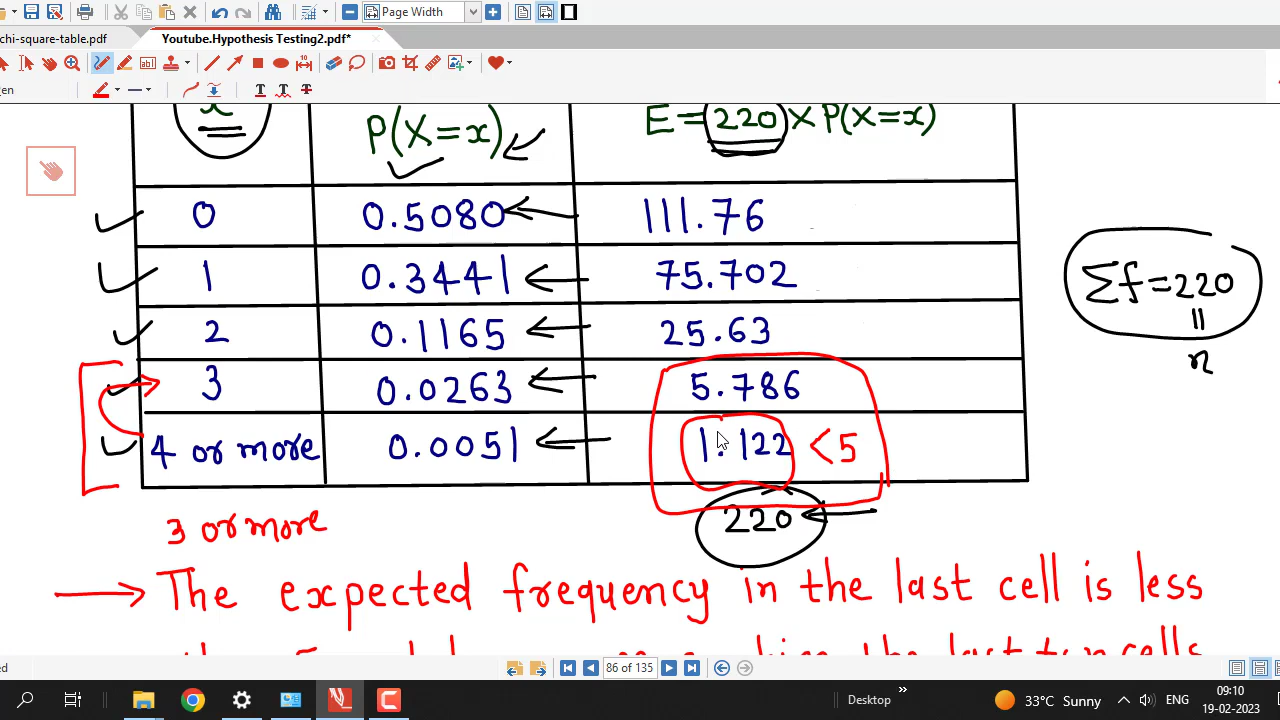 Page Width
chi-square-table.pdf
Youtube.Hypothesis Testing2.pdf*
x
P(X=x)
E=220×P(X=x)
0 0.5080 111.76
1 0.3441 75.702
2 0.1165 25.63
3 0.0263 5.786
4 or more 0.0051 1.122 <5
Σf=220
=
n
3 or more
220
→ The expected frequency in the last cell is less
86 of 135
33°C Sunny
Desktop
ENG
09:10
19-02-2023